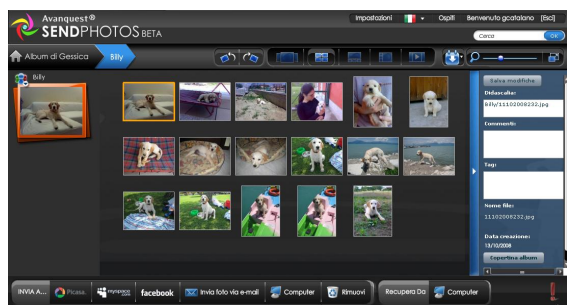 Avanquest®
SENDPHOTOS BETA
Impostazioni
Ospiti
Benvenuto gcatalano [Esci]
Cerca
OK
Album di Gessica
Billy
Billy
Salva modifiche
Didascalia:
Billy/11102008232.jpg
Commenti:
Tag:
Nome file:
11102008232.jpg
Data creazione:
13/10/2008
Copertina album
INVIA A...
Picasa
myspace.com
facebook
Invia foto via e-mail
Computer
Rimuovi
Recupera Da
Computer